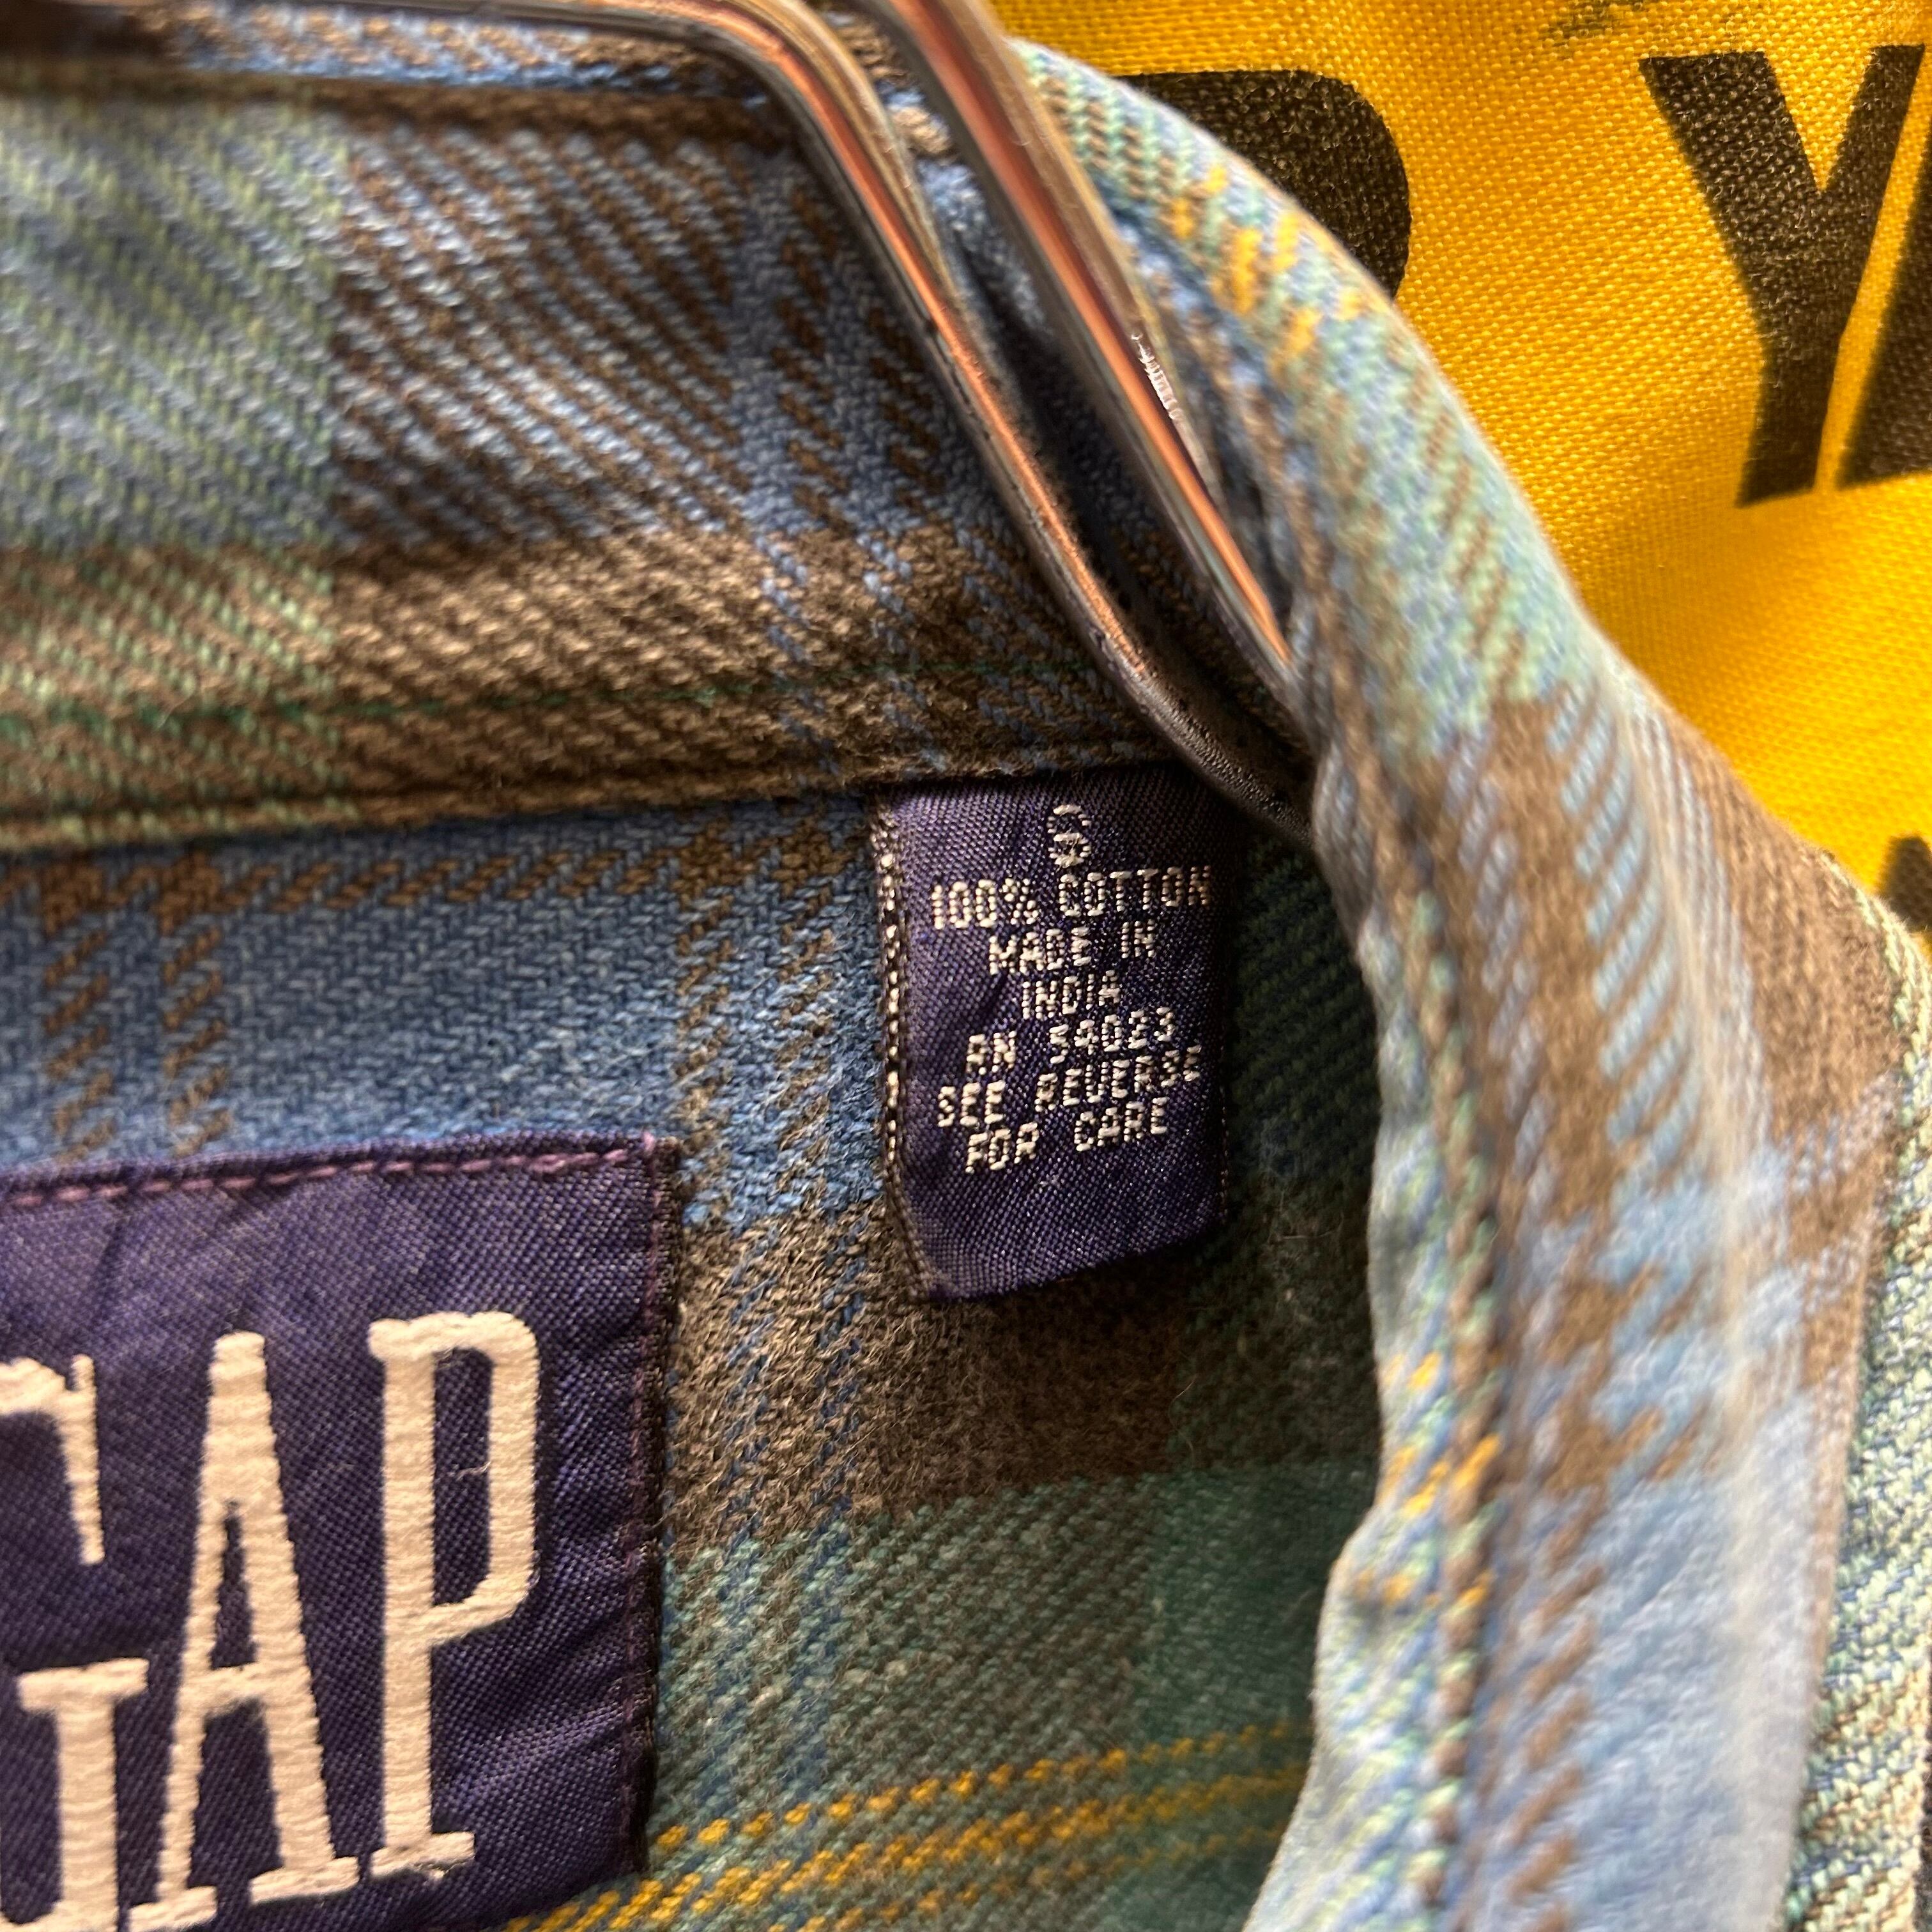 S
100% COTTON
MADE IN
INDIA
RN 54023
SEE REVERSE
FOR CARE
GAP